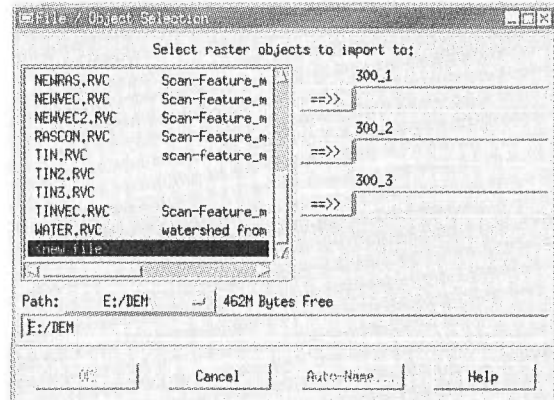 File / Object Selection
Select raster objects to import to:
NEWRAS.RVC Scan-Feature_m
NEWVEC.RVC Scan-Feature_m
NEWVEC2.RVC Scan-Feature_m
RASCON.RVC Scan-Feature_m
TIN.RVC scan-feature_m
TIN2.RVC
TIN3.RVC
TINVEC.RVC Scan-Feature_m
WATER.RVC watershed from
<new file>
300_1
==>>
300_2
==>>
300_3
==>>
Path: E:/DEM 462M Bytes Free
E:/DEM
OK Cancel Auto-Name... Help